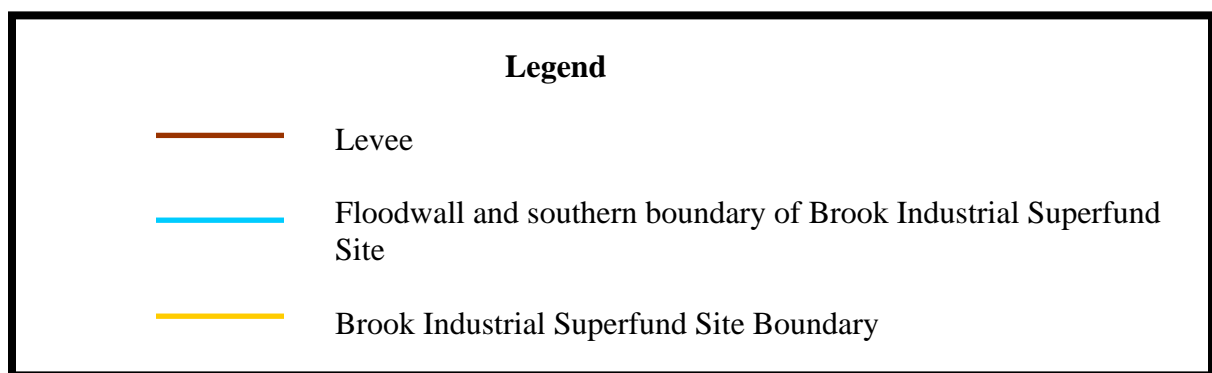 Legend
Levee
Floodwall and southern boundary of Brook Industrial Superfund
Site
Brook Industrial Superfund Site Boundary